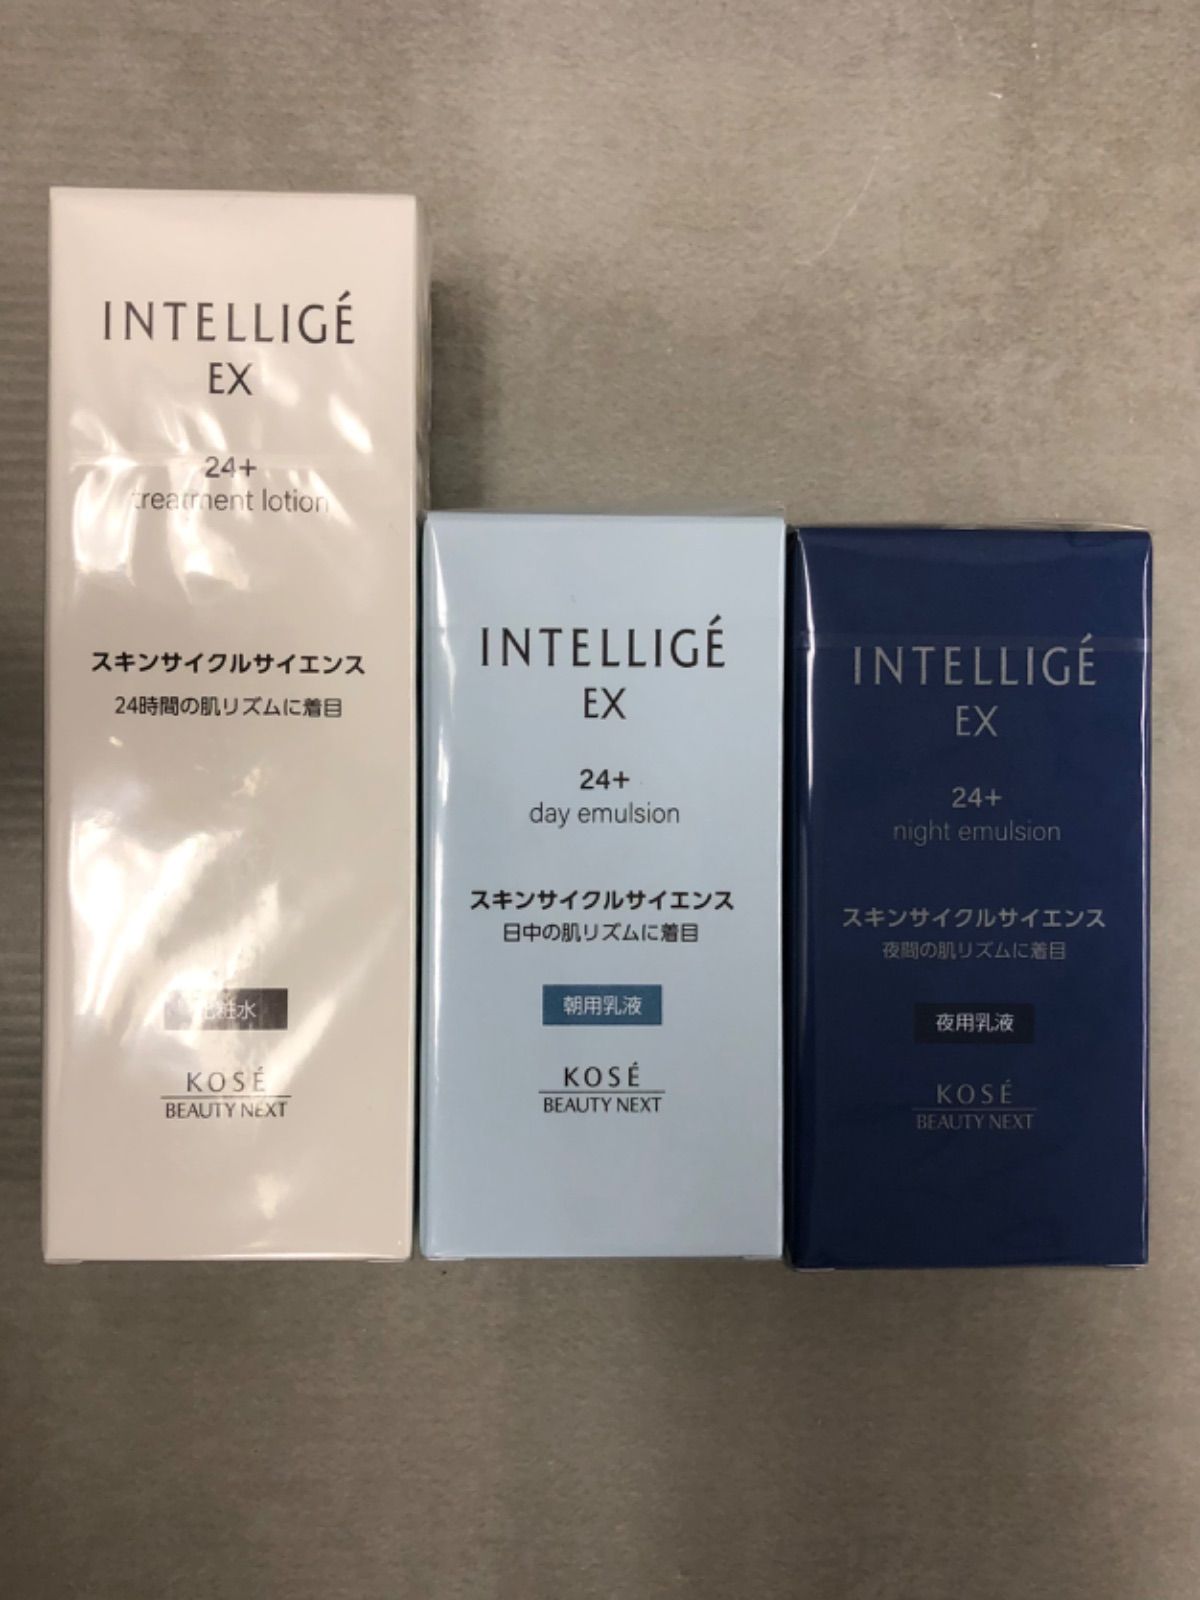 INTELLIGÉ
EX
24+
treatment lotion
スキンサイクルサイエンス
24時間の肌リズムに着目
化粧水
KOSÉ
BEAUTY NEXT
INTELLIGÉ
EX
24+
day emulsion
スキンサイクルサイエンス
日中の肌リズムに着目
朝用乳液
KOSÉ
BEAUTY NEXT
INTELLIGÉ
EX
24+
night emulsion
スキンサイクルサイエンス
夜間の肌リズムに着目
夜用乳液
KOSÉ
BEAUTY NEXT